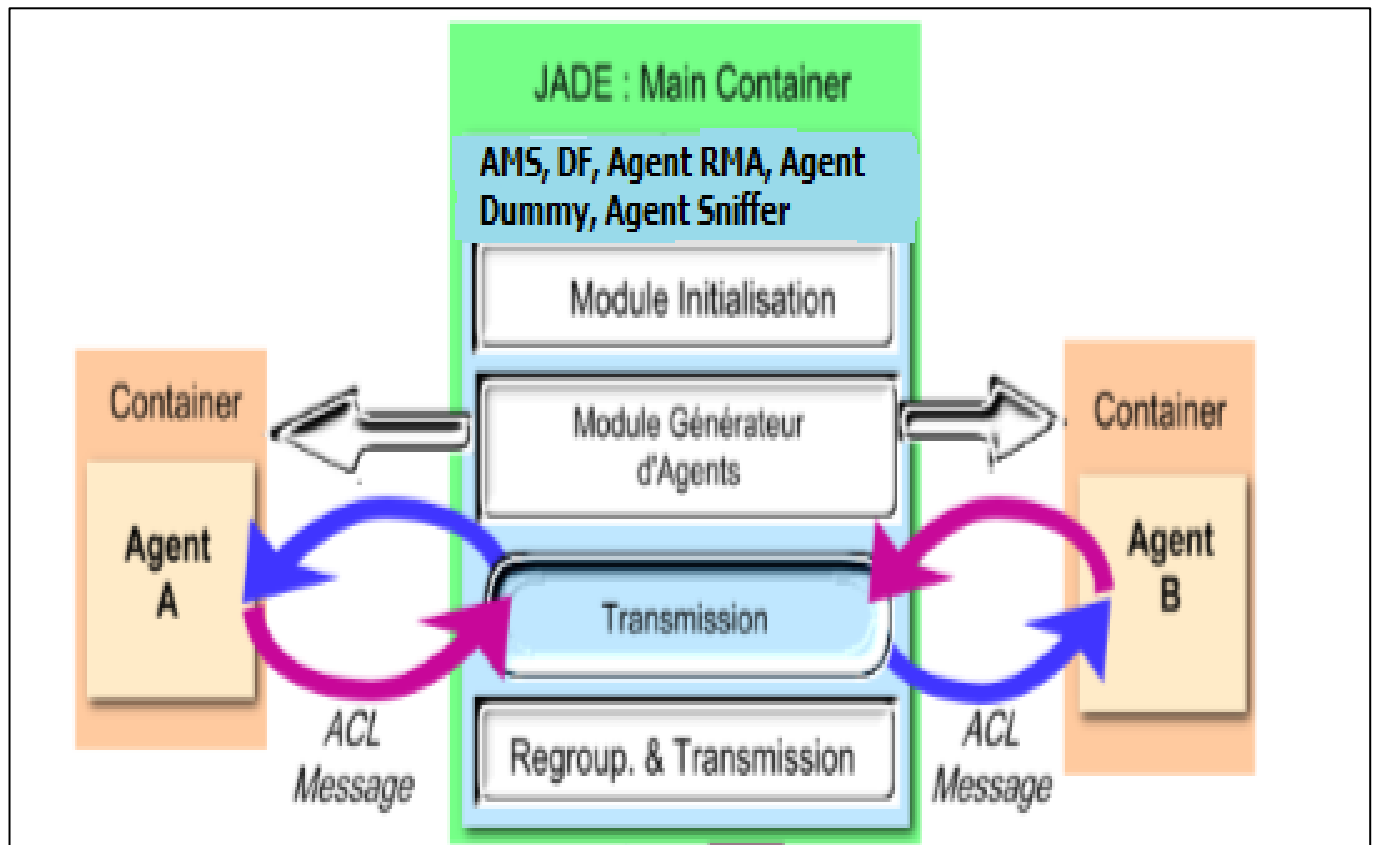 JADE : Main Container
AMS, DF, Agent RMA, Agent
Dummy, Agent Sniffer
Module Initialisation
Container
Module Générateur
d'Agents
Container
Agent
A
Transmission
Agent
B
ACL
Message
Regroup. & Transmission
ACL
Message